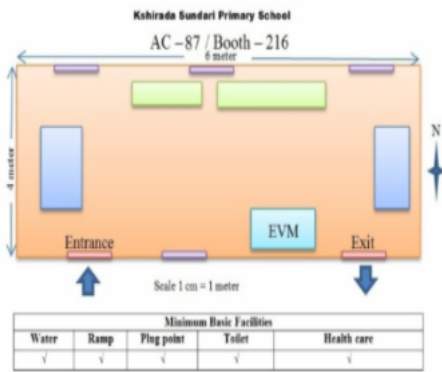 Kshirada Sundari Primary School
AC – 87 / Booth – 216
6 meter
4 meter
N
EVM
Entrance
Exit
Scale 1 cm = 1 meter
Minimum Basic Facilities
Water Ramp Plug point Toilet Health care
√ √ √ √ √